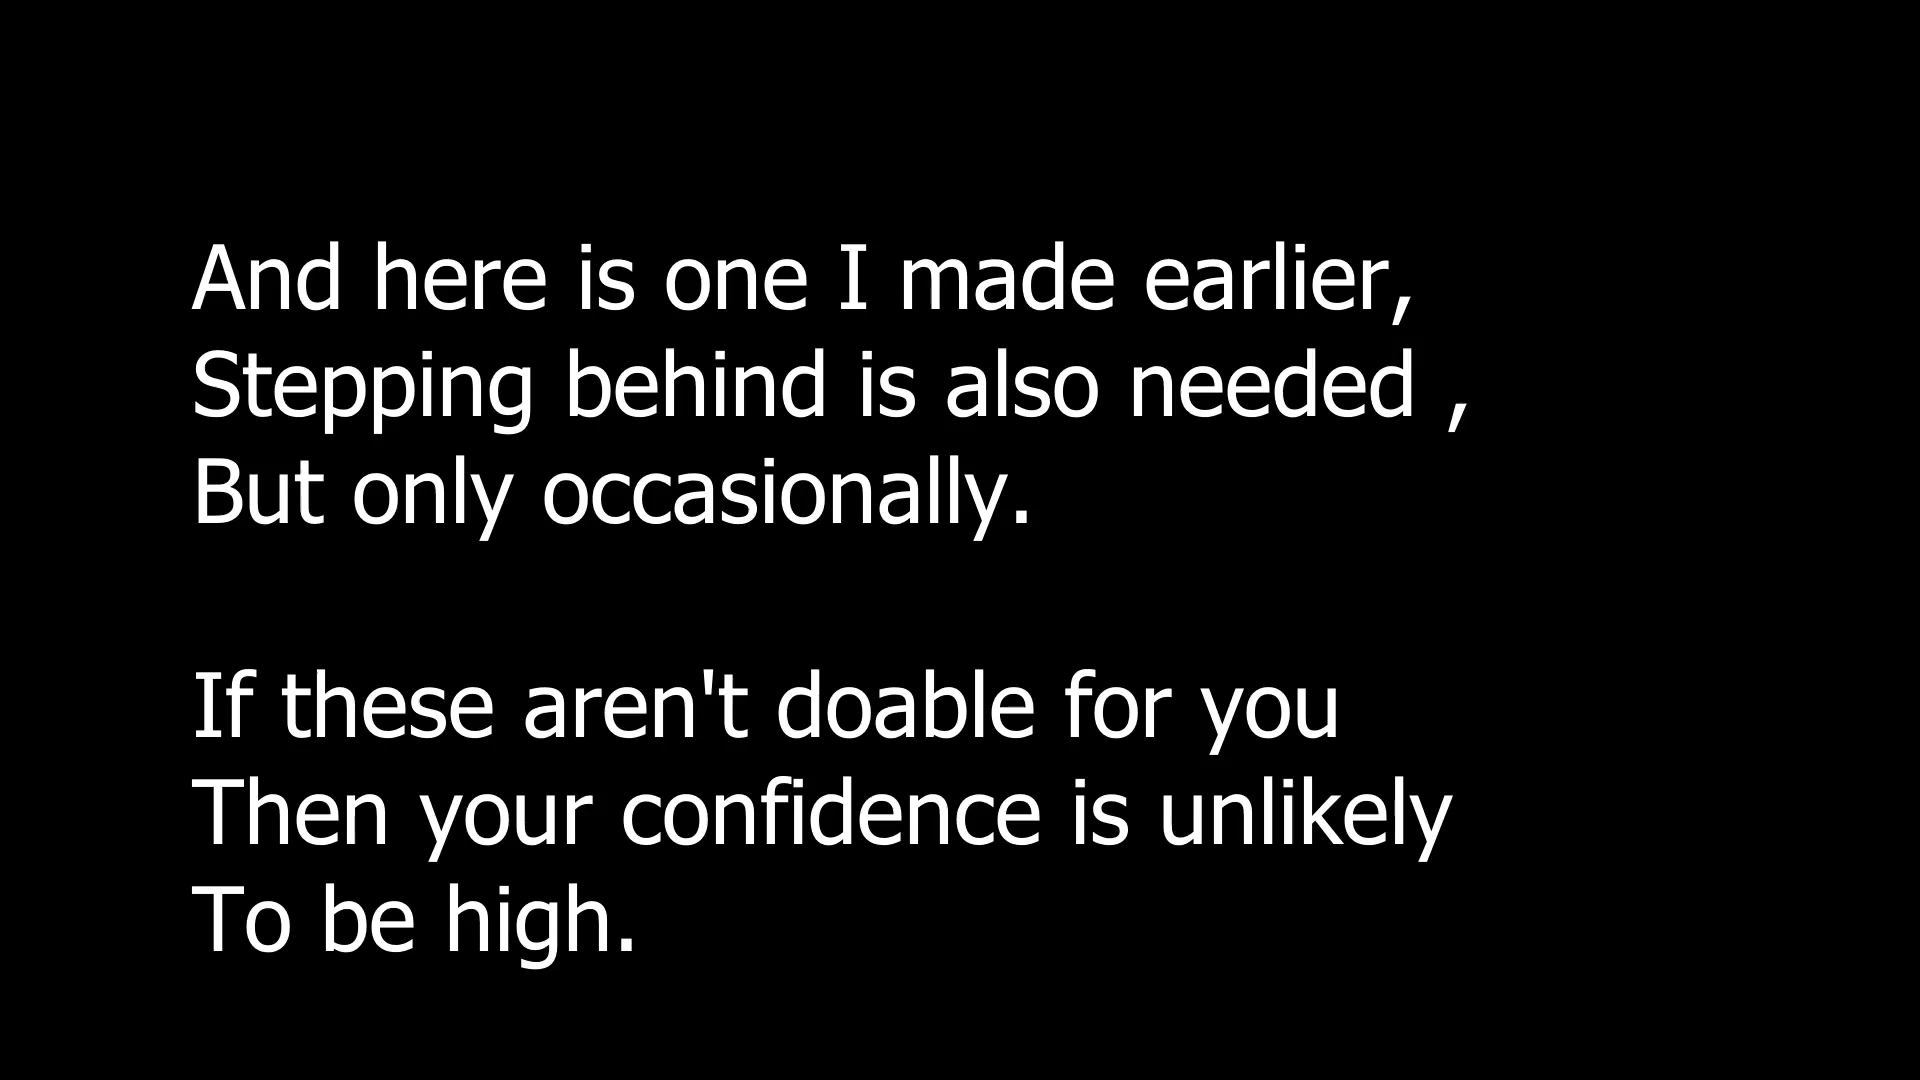 And here is one I made earlier,
Stepping behind is also needed ,
But only occasionally.
If these aren't doable for you
Then your confidence is unlikely
To be high.